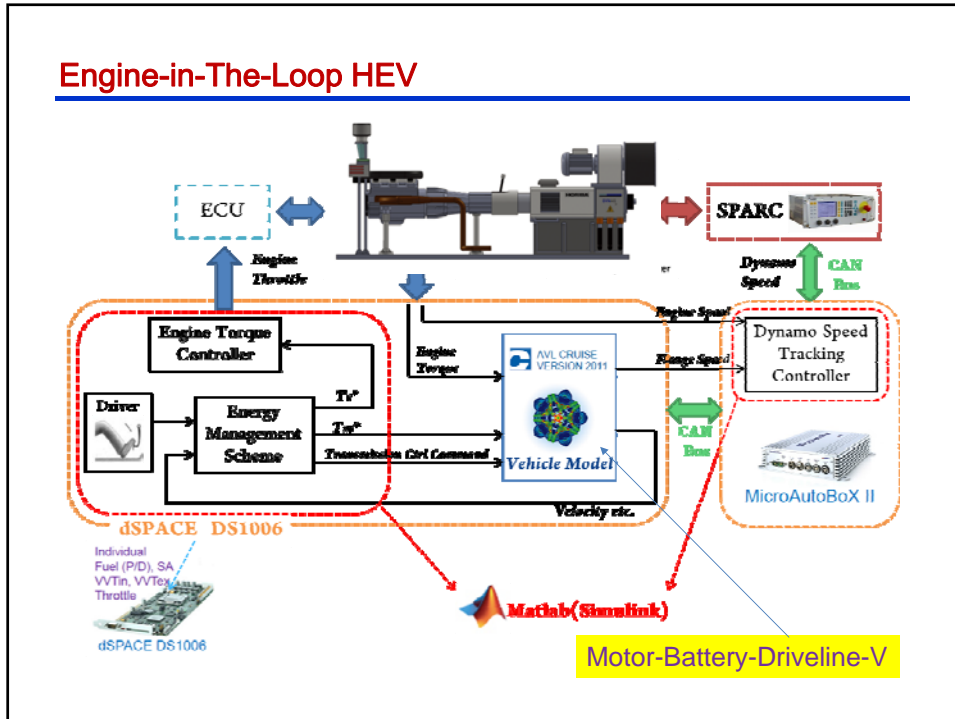 Engine-in-The-Loop HEV
ECU
SPARC
Engine
Throttle
Dynamo
Speed
CAN
Bus
er
Engine Torque
Controller
Engine
Torque
AVL CRUISE
VERSION 2011
Engine Speed
Flange Speed
Dynamo Speed
Tracking
Controller
Driver
Energy
Management
Scheme
Te*
Tm*
Transmission Ctrl Command
Vehicle Model
CAN
Bus
MicroAutoBoX II
Velocity etc.
dSPACE DS1006
Individual
Fuel (P/D), SA
VVTin, VVTex
Throttle
dSPACE DS1006
Matlab(Simulink)
Motor-Battery-Driveline-V